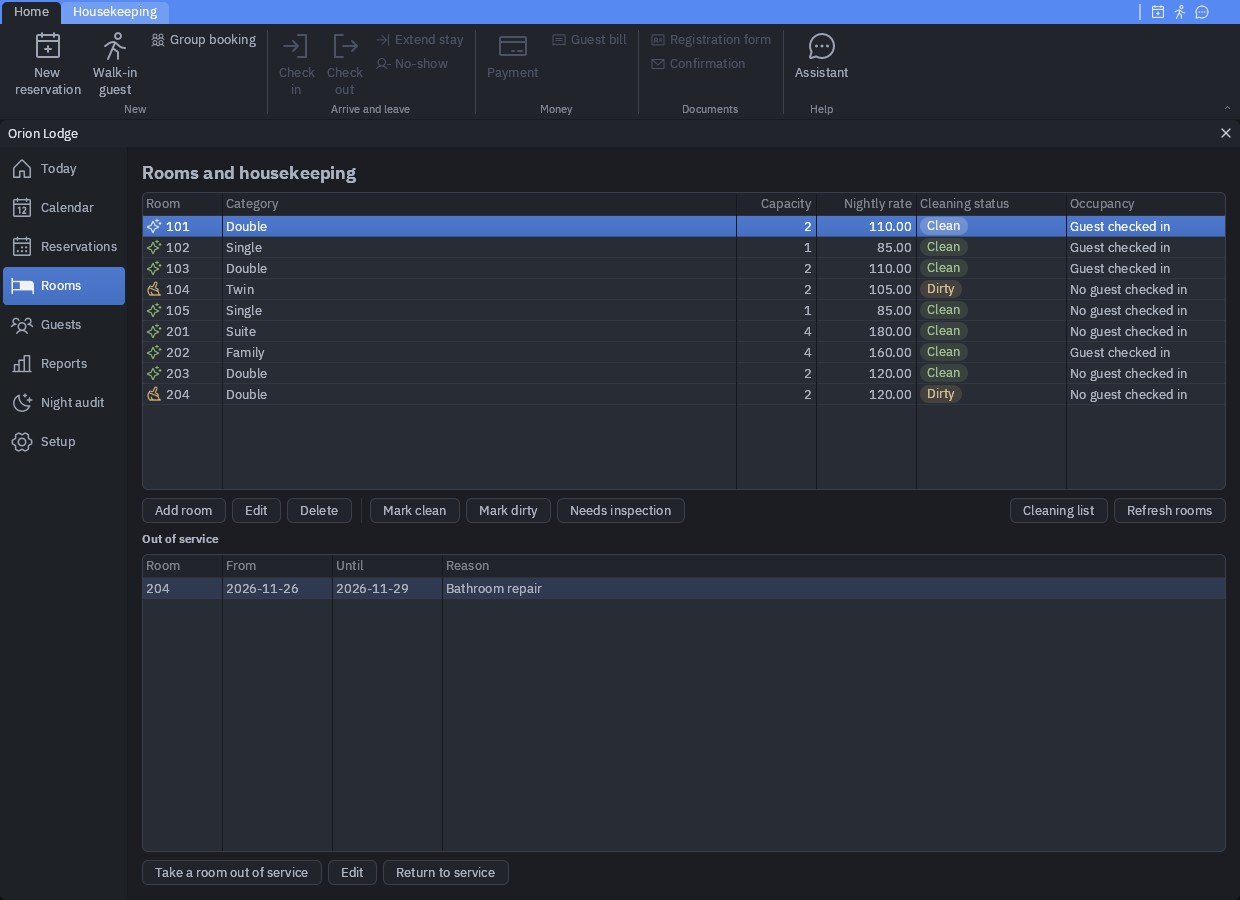 Home
Housekeeping
New reservation
Walk-in guest
Group booking
New
Check in
Check out
Extend stay
No-show
Arrive and leave
Payment
Guest bill
Money
Registration form
Confirmation
Documents
Assistant
Help
Orion Lodge
Today
Calendar
Reservations
Rooms
Guests
Reports
Night audit
Setup
Rooms and housekeeping
Room Category Capacity Nightly rate Cleaning status Occupancy
101 Double 2 110.00 Clean Guest checked in
102 Single 1 85.00 Clean Guest checked in
103 Double 2 110.00 Clean Guest checked in
104 Twin 2 105.00 Dirty No guest checked in
105 Single 1 85.00 Clean No guest checked in
201 Suite 4 180.00 Clean No guest checked in
202 Family 4 160.00 Clean Guest checked in
203 Double 2 120.00 Clean No guest checked in
204 Double 2 120.00 Dirty No guest checked in
Add room Edit Delete Mark clean Mark dirty Needs inspection Cleaning list Refresh rooms
Out of service
Room From Until Reason
204 2026-11-26 2026-11-29 Bathroom repair
Take a room out of service Edit Return to service